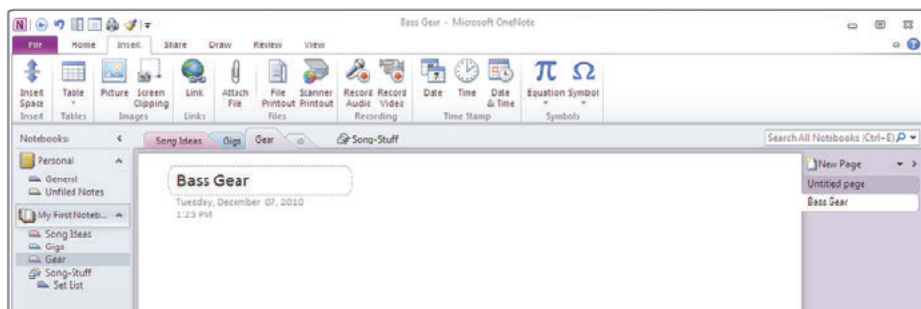 Bass Gear - Microsoft OneNote
File Home Insert Share Draw Review View
Insert Space Table Picture Screen Clipping Link Attach File File Printout Scanner Printout Record Audio Record Video Date Time Date & Time Equation Symbol
Insert Tables Images Links Files Recording Time Stamp Symbols
Notebooks Song Ideas Gigs Gear Song-Stuff Search All Notebooks (Ctrl+E)
Personal
General
Unfiled Notes
My First Noteb...
Song Ideas
Gigs
Gear
Song-Stuff
Set List
Bass Gear
Tuesday, December 07, 2010
1:23 PM
New Page
Untitled page
Bass Gear